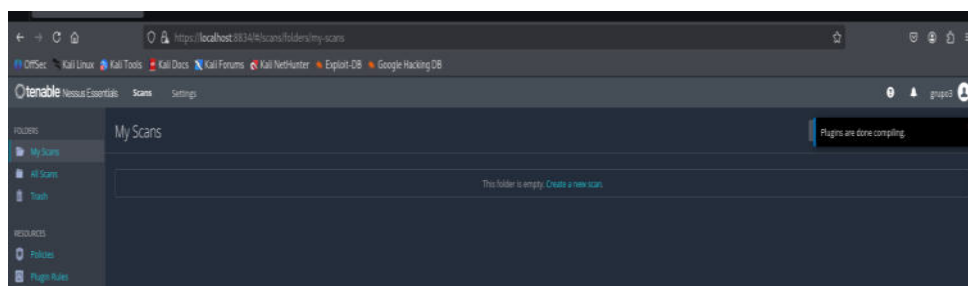 https://localhost:8834/#/scans/folders/my-scans
OffSec Kali Linux Kali Tools Kali Docs Kali Forums Kali NetHunter Exploit-DB Google Hacking DB
tenable Nessus Essentials Scans Settings grupo3
FOLDERS
My Scans
All Scans
Trash
RESOURCES
Policies
Plugin Rules
My Scans
Plugins are done compiling.
This folder is empty. Create a new scan.